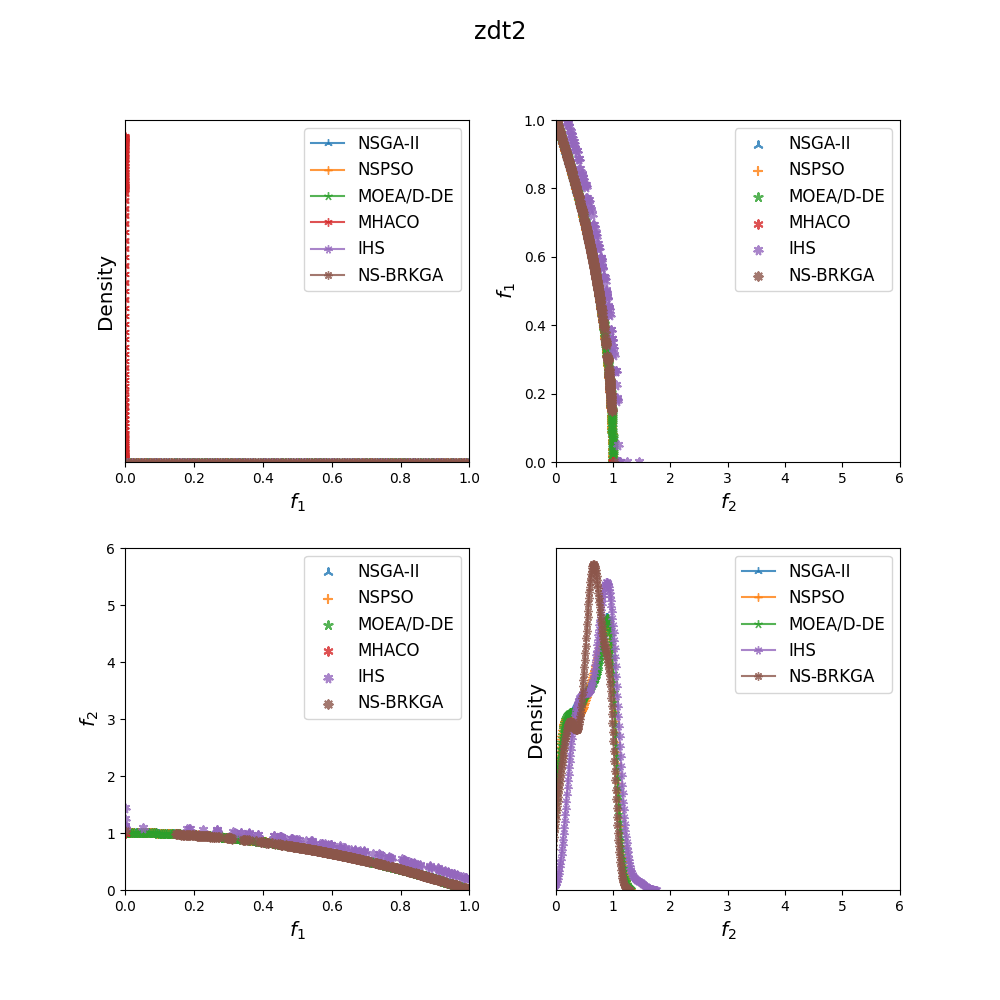 zdt2
NSGA-II
NSPSO
MOEA/D-DE
MHACO
IHS
NS-BRKGA
Density
0.0 0.2 0.4 0.6 0.8 1.0
f1
1.0
0.8
0.6
0.4
0.2
0.0
f1
NSGA-II
NSPSO
MOEA/D-DE
MHACO
IHS
NS-BRKGA
0 1 2 3 4 5 6
f2
6
5
4
3
2
1
0
f2
NSGA-II
NSPSO
MOEA/D-DE
MHACO
IHS
NS-BRKGA
0.0 0.2 0.4 0.6 0.8 1.0
f1
NSGA-II
NSPSO
MOEA/D-DE
IHS
NS-BRKGA
Density
0 1 2 3 4 5 6
f2